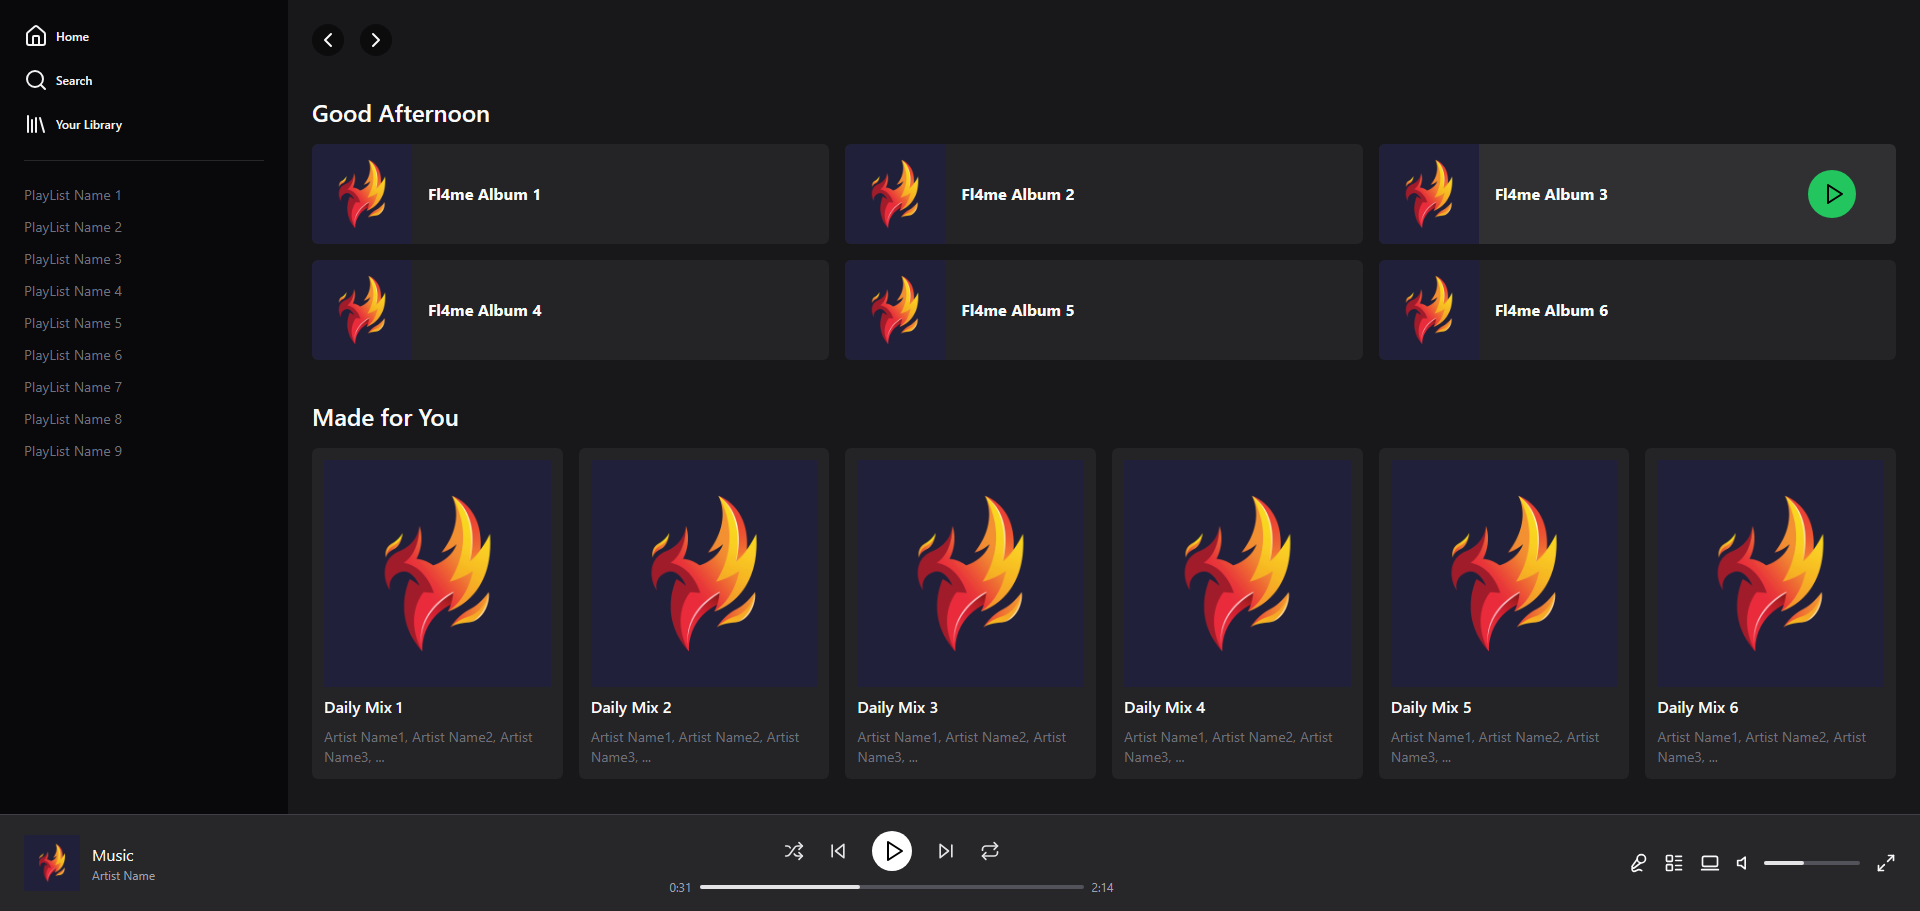 Home
Search
Your Library
PlayList Name 1
PlayList Name 2
PlayList Name 3
PlayList Name 4
PlayList Name 5
PlayList Name 6
PlayList Name 7
PlayList Name 8
PlayList Name 9
Good Afternoon
Fl4me Album 1
Fl4me Album 2
Fl4me Album 3
Fl4me Album 4
Fl4me Album 5
Fl4me Album 6
Made for You
Daily Mix 1
Artist Name1, Artist Name2, Artist
Name3, ...
Daily Mix 2
Artist Name1, Artist Name2, Artist
Name3, ...
Daily Mix 3
Artist Name1, Artist Name2, Artist
Name3, ...
Daily Mix 4
Artist Name1, Artist Name2, Artist
Name3, ...
Daily Mix 5
Artist Name1, Artist Name2, Artist
Name3, ...
Daily Mix 6
Artist Name1, Artist Name2, Artist
Name3, ...
Music
Artist Name
0:31
2:14